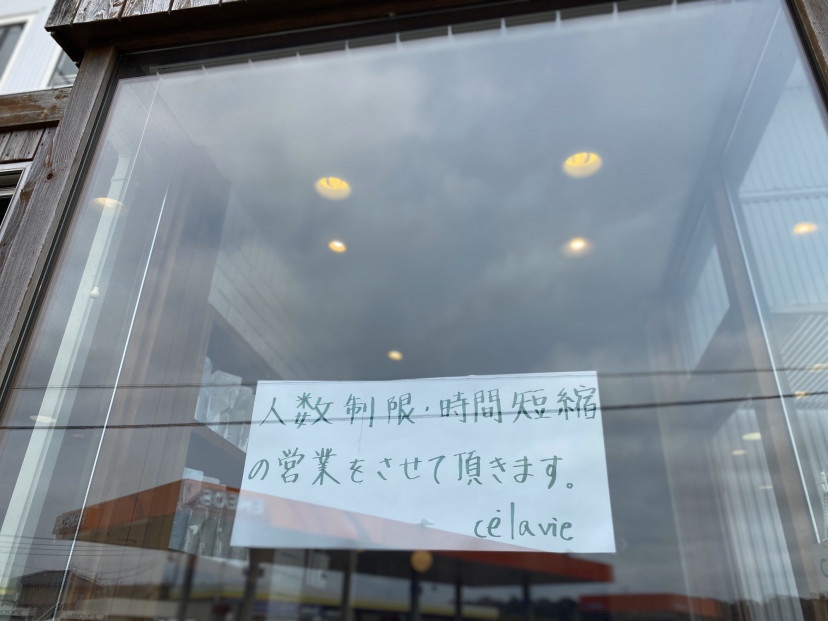 人数制限・時間短縮
の営業をさせて頂きます。
célavie